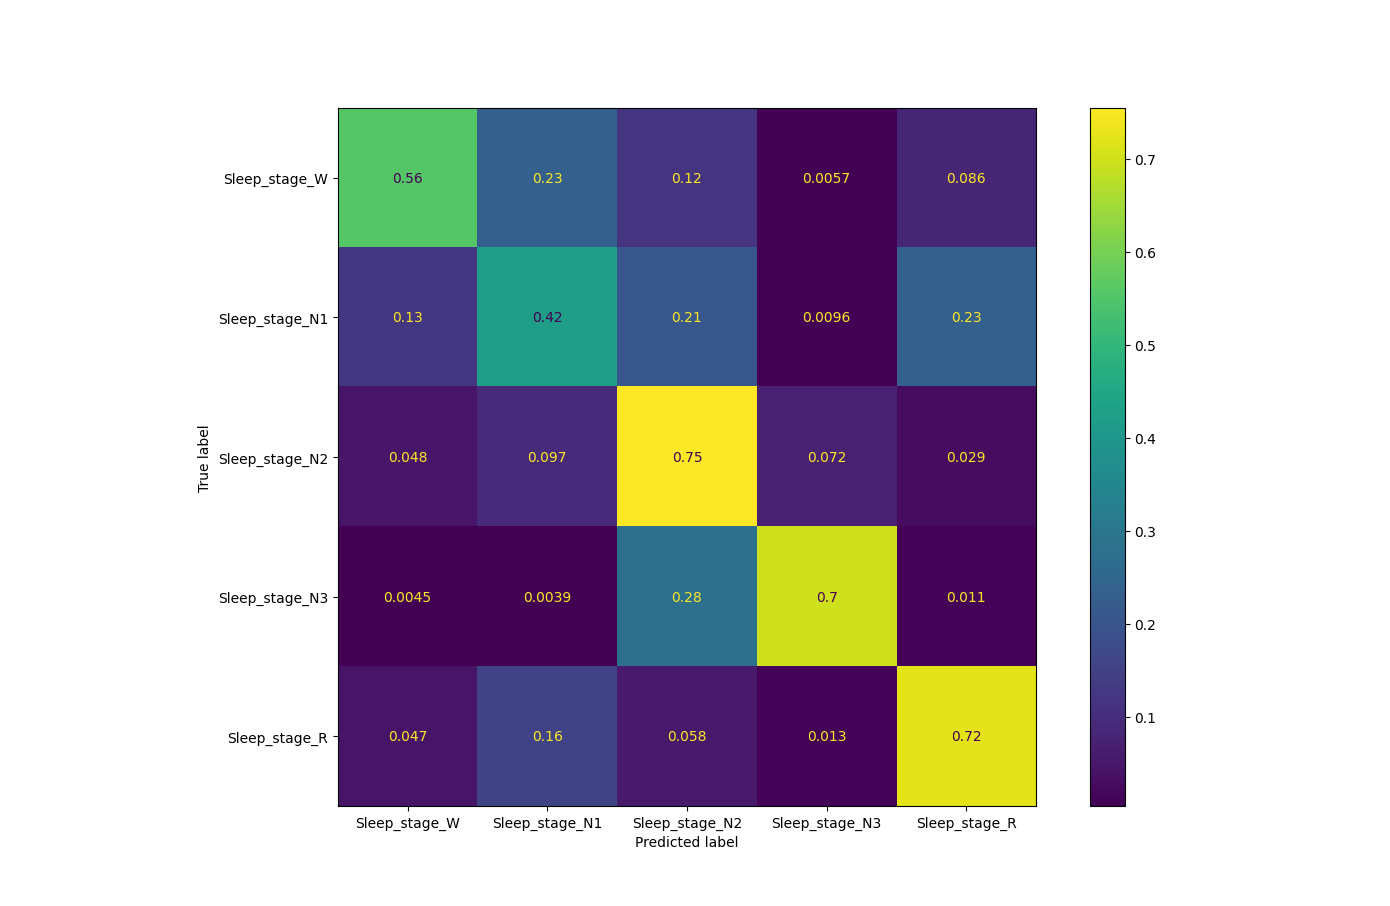 Sleep_stage_W 0.56 0.23 0.12 0.0057 0.086
Sleep_stage_N1 0.13 0.42 0.21 0.0096 0.23
Sleep_stage_N2 0.048 0.097 0.75 0.072 0.029
Sleep_stage_N3 0.0045 0.0039 0.28 0.7 0.011
Sleep_stage_R 0.047 0.16 0.058 0.013 0.72
Sleep_stage_W Sleep_stage_N1 Sleep_stage_N2 Sleep_stage_N3 Sleep_stage_R
Predicted label
True label
0.7
0.6
0.5
0.4
0.3
0.2
0.1